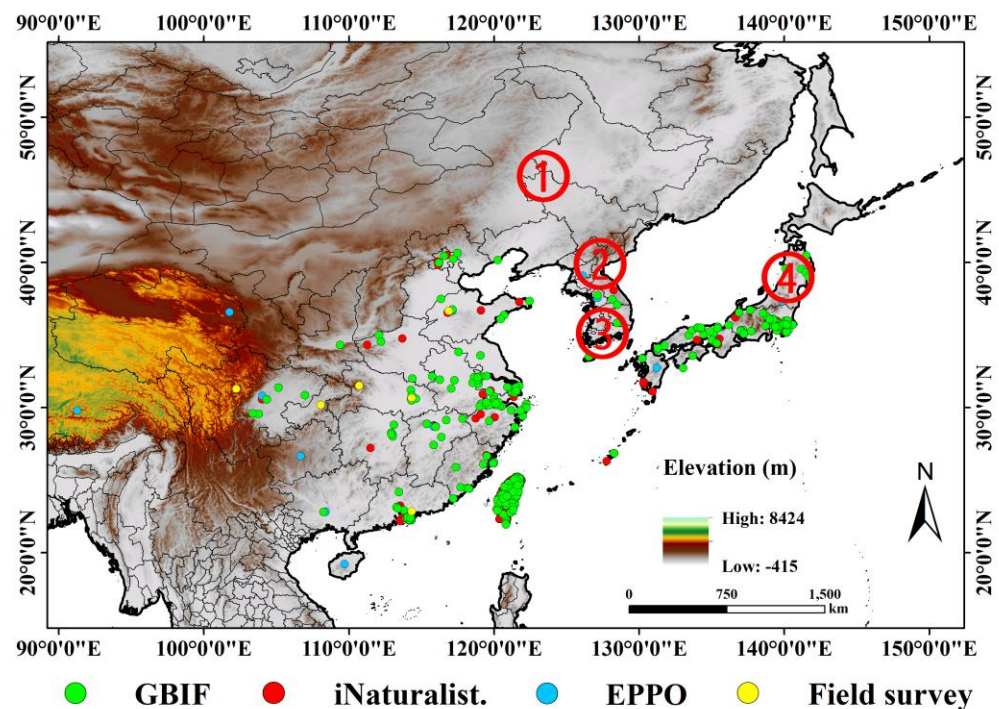 90°0'0"E 100°0'0"E 110°0'0"E 120°0'0"E 130°0'0"E 140°0'0"E 150°0'0"E
50°0'0"N 50°0'0"N
1
2
40°0'0"N 40°0'0"N
4
3
30°0'0"N 30°0'0"N
Elevation (m)
N
High: 8424
Low: -415
20°0'0"N 20°0'0"N
0 750 1,500
km
90°0'0"E 100°0'0"E 110°0'0"E 120°0'0"E 130°0'0"E 140°0'0"E 150°0'0"E
GBIF iNaturalist. EPPO Field survey